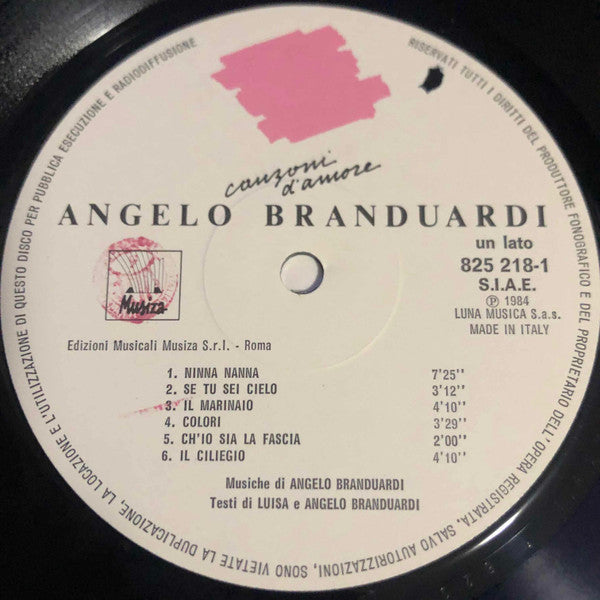 canzoni
d'amore
ANGELO BRANDUARDI
un lato
825 218-1
S.I.A.E.
℗ 1984
LUNA MUSICA S.a.s.
MADE IN ITALY
Musiza
Edizioni Musicali Musiza S.r.l. - Roma
1. NINNA NANNA 7'25''
2. SE TU SEI CIELO 3'12''
3. IL MARINAIO 4'10''
4. COLORI 3'29''
5. CH'IO SIA LA FASCIA 2'00''
6. IL CILIEGIO 4'10''
Musiche di ANGELO BRANDUARDI
Testi di LUISA e ANGELO BRANDUARDI
RISERVATI TUTTI I DIRITTI DEL PRODUTTORE FONOGRAFICO E DEL PROPRIETARIO DELL'OPERA REGISTRATA. SALVO AUTORIZZAZIONI, SONO VIETATE LA DUPLICAZIONE, LA LOCAZIONE E L'UTILIZZAZIONE DI QUESTO DISCO PER PUBBLICA ESECUZIONE E RADIODIFFUSIONE